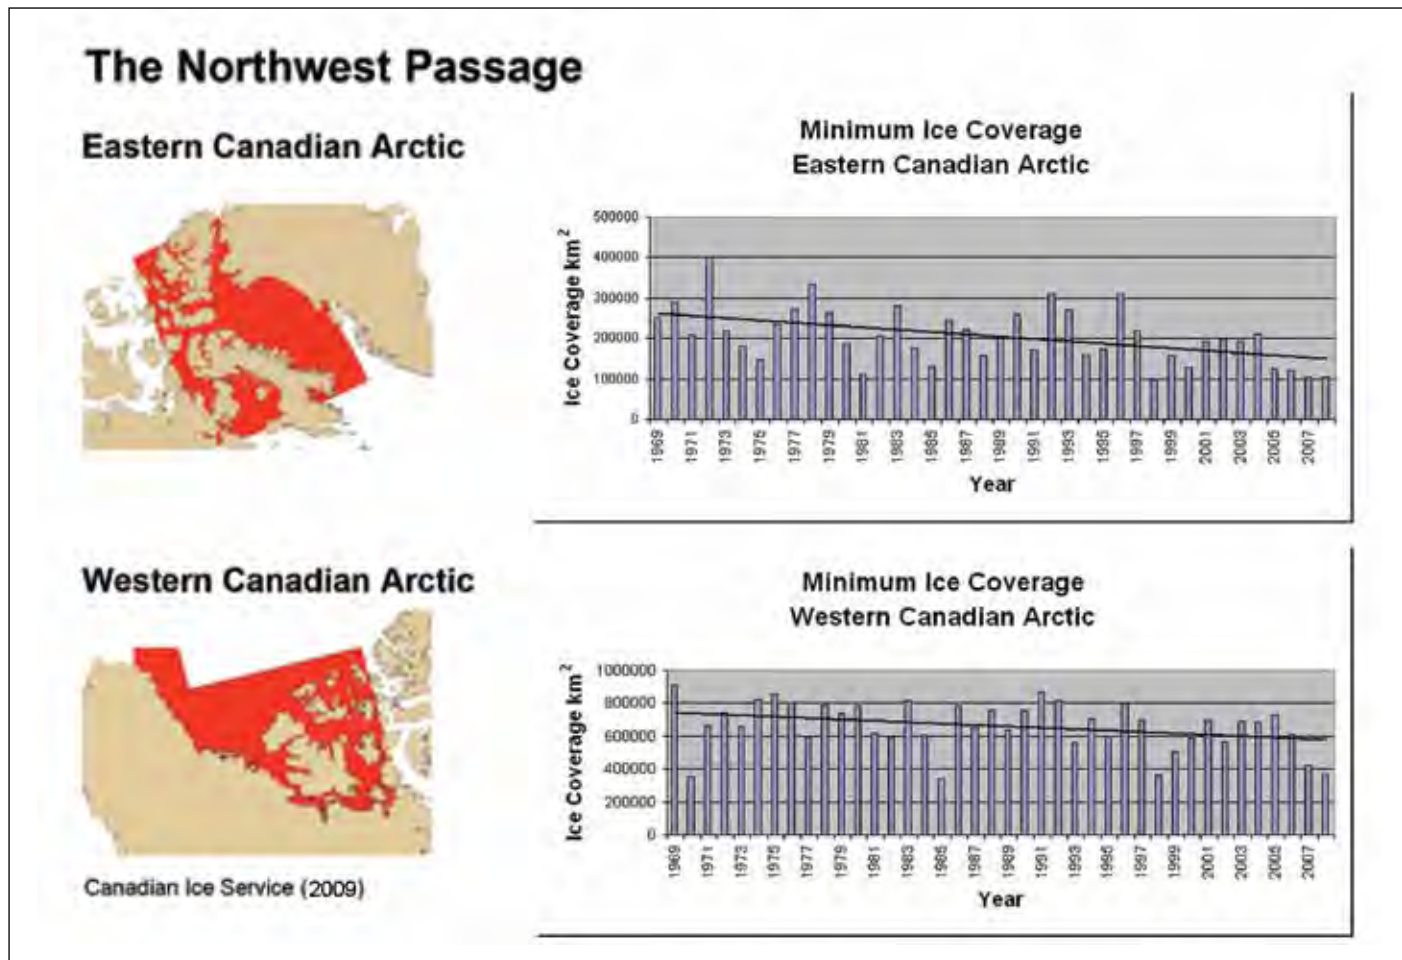 The Northwest Passage
Eastern Canadian Arctic
Minimum Ice Coverage
Eastern Canadian Arctic
Ice Coverage km²
500000
400000
300000
200000
100000
0
1969 1971 1973 1975 1977 1979 1981 1983 1985 1987 1989 1991 1993 1995 1997 1999 2001 2003 2005 2007
Year
Western Canadian Arctic
Minimum Ice Coverage
Western Canadian Arctic
Ice Coverage km²
1000000
800000
600000
400000
200000
0
1969 1971 1973 1975 1977 1979 1981 1983 1985 1987 1989 1991 1993 1995 1997 1999 2001 2003 2005 2007
Year
Canadian Ice Service (2009)